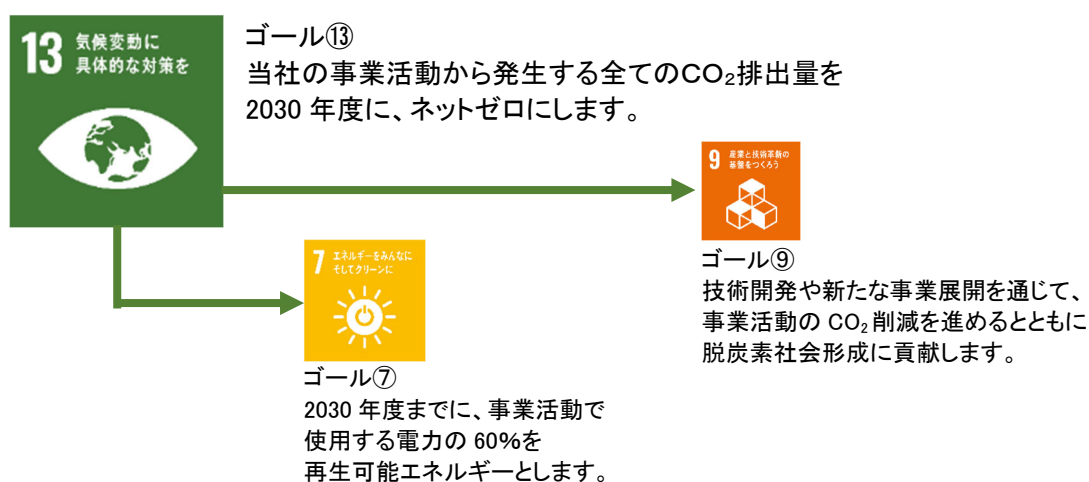 13 気候変動に
具体的な対策を
ゴール⑬
当社の事業活動から発生する全てのCO₂排出量を
2030 年度に、ネットゼロにします。
9 産業と技術革新の
基盤をつくろう
ゴール⑨
技術開発や新たな事業展開を通じて、
事業活動の CO₂削減を進めるとともに
脱炭素社会形成に貢献します。
7 エネルギーをみんなに
そしてクリーンに
ゴール⑦
2030 年度までに、事業活動で
使用する電力の 60%を
再生可能エネルギーとします。